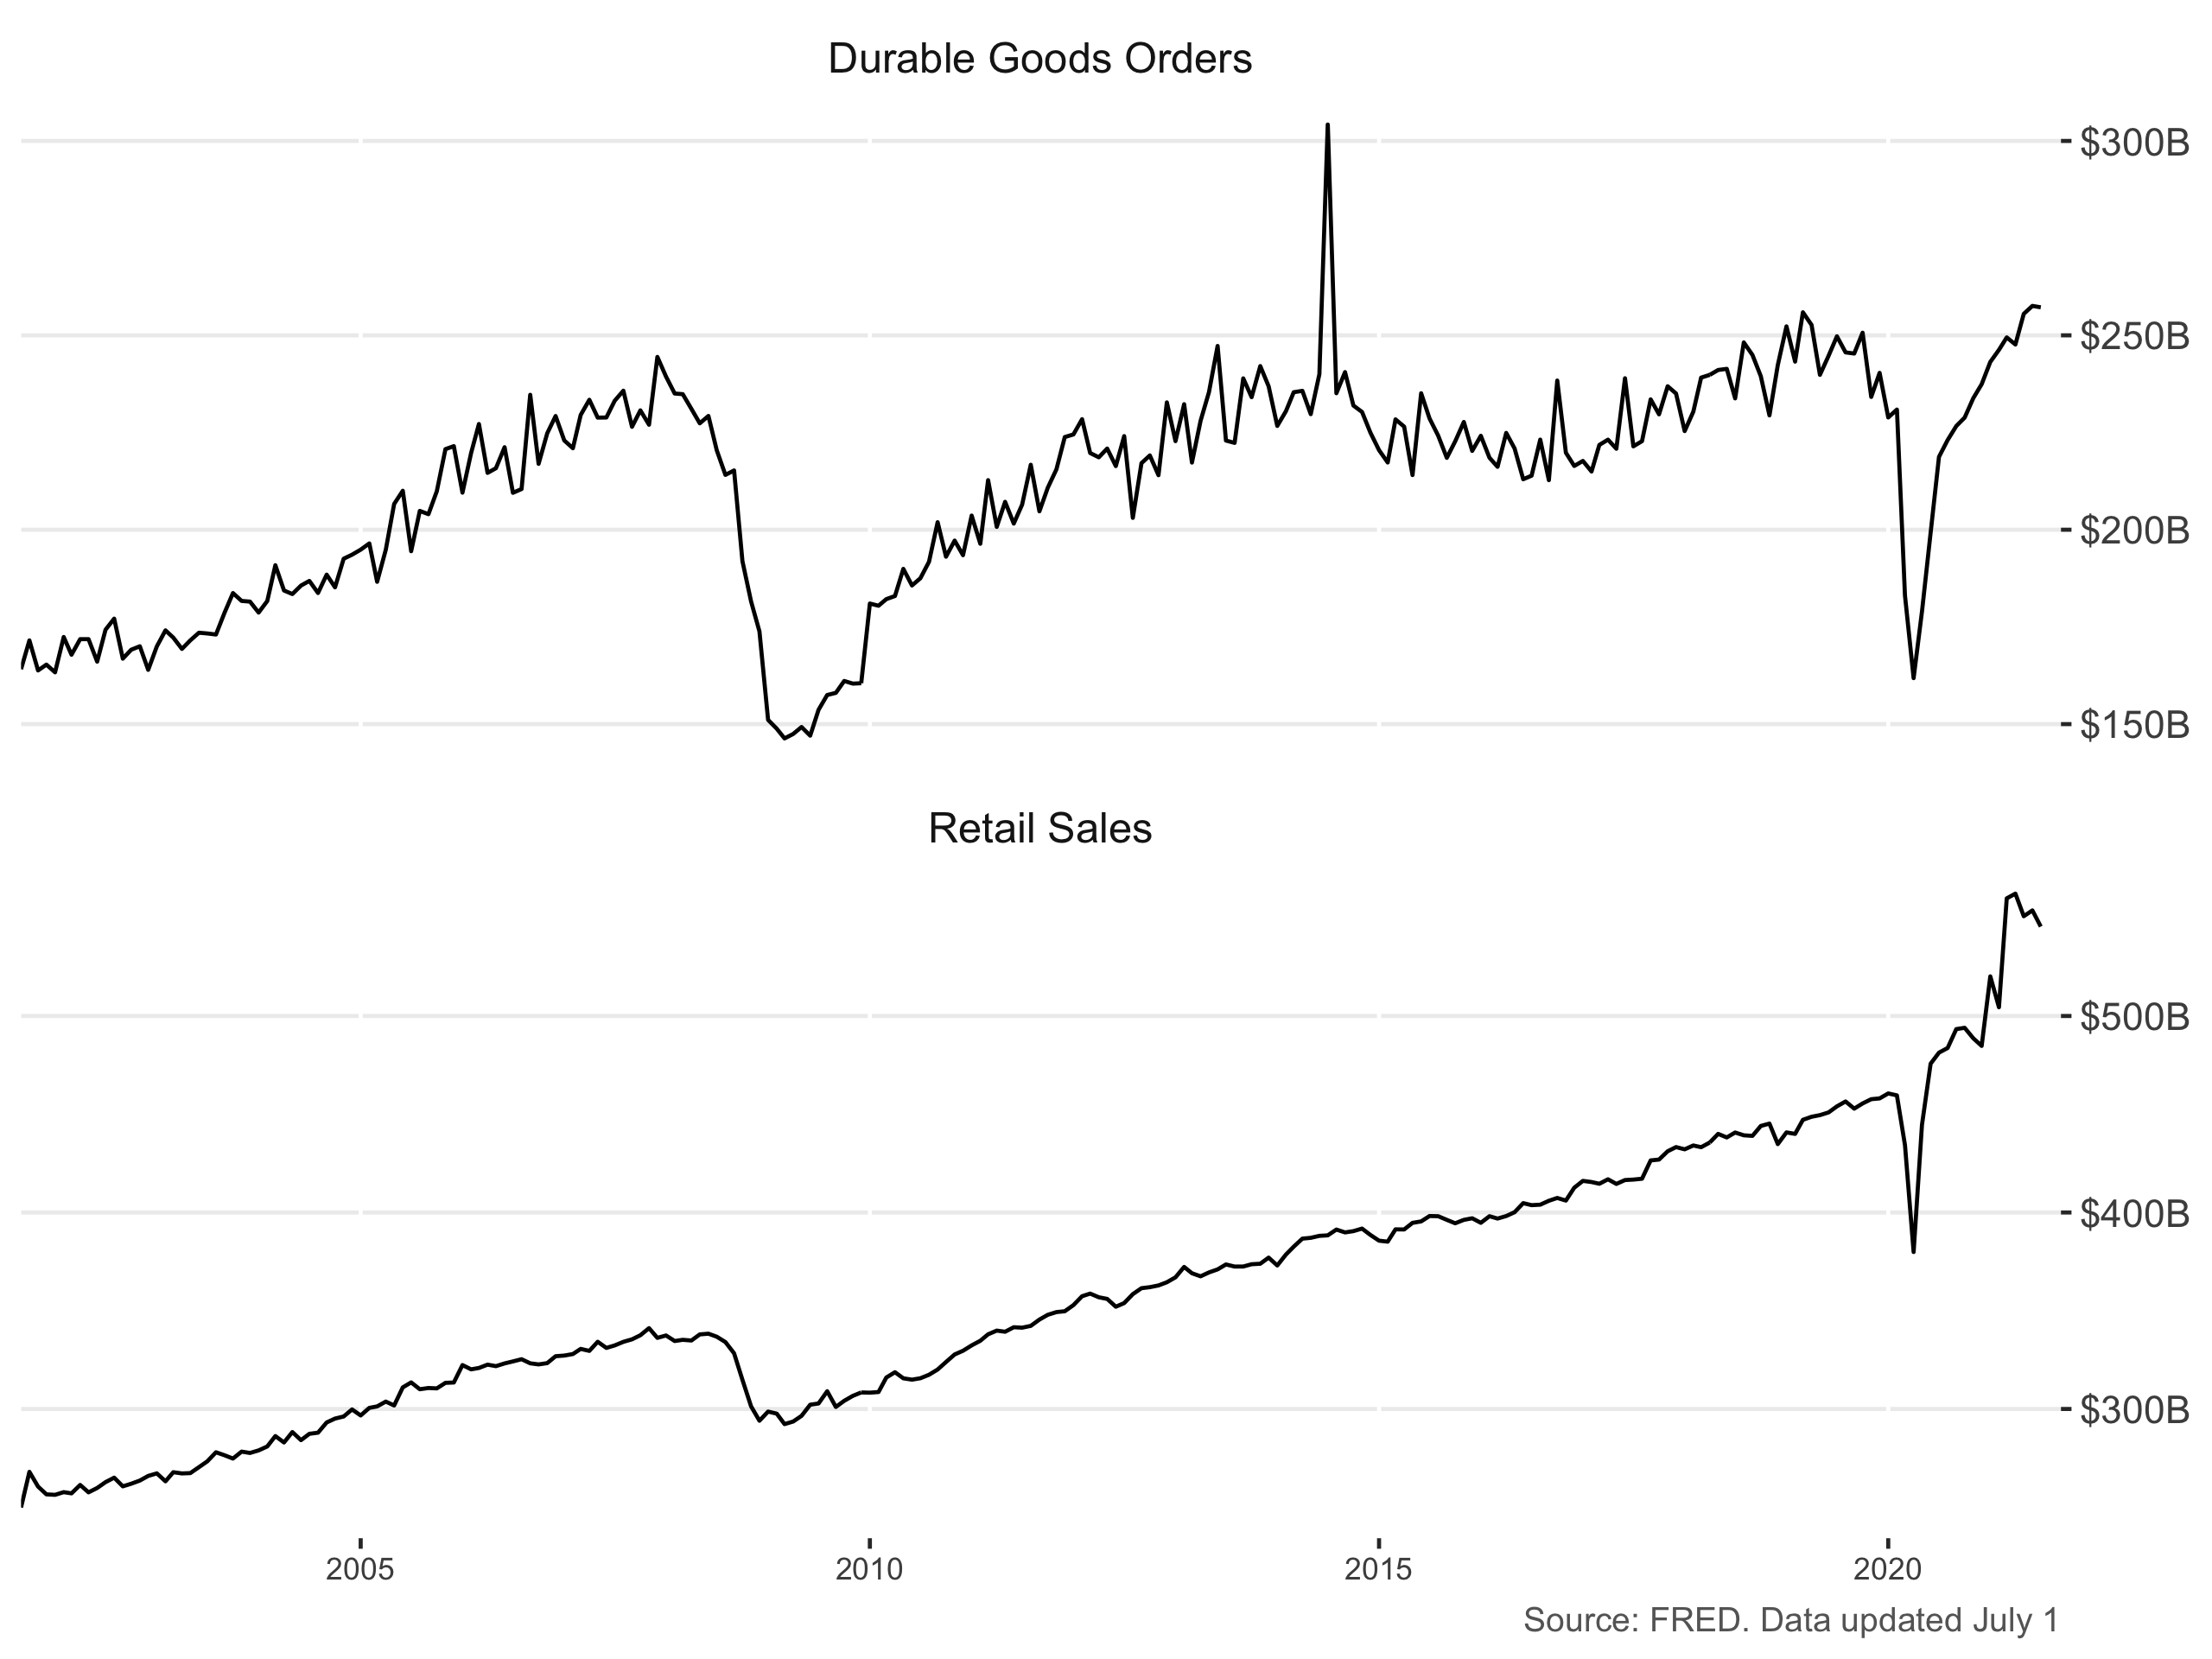 Durable Goods Orders
$300B
$250B
$200B
$150B
Retail Sales
$500B
$400B
$300B
2005 2010 2015 2020
Source: FRED. Data updated July 1